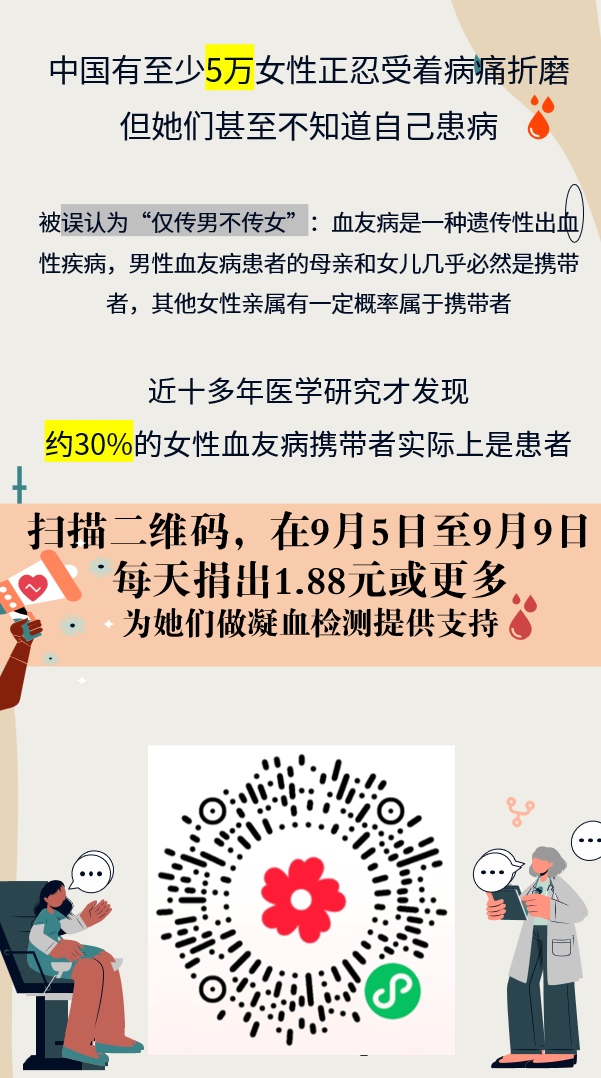 中国有至少5万女性正忍受着病痛折磨
但她们甚至不知道自己患病
被误认为“仅传男不传女”：血友病是一种遗传性出血
性疾病，男性血友病患者的母亲和女儿几乎必然是携带
者，其他女性亲属有一定概率属于携带者
近十多年医学研究才发现
约30%的女性血友病携带者实际上是患者
扫描二维码，在9月5日至9月9日
每天捐出1.88元或更多
为她们做凝血检测提供支持